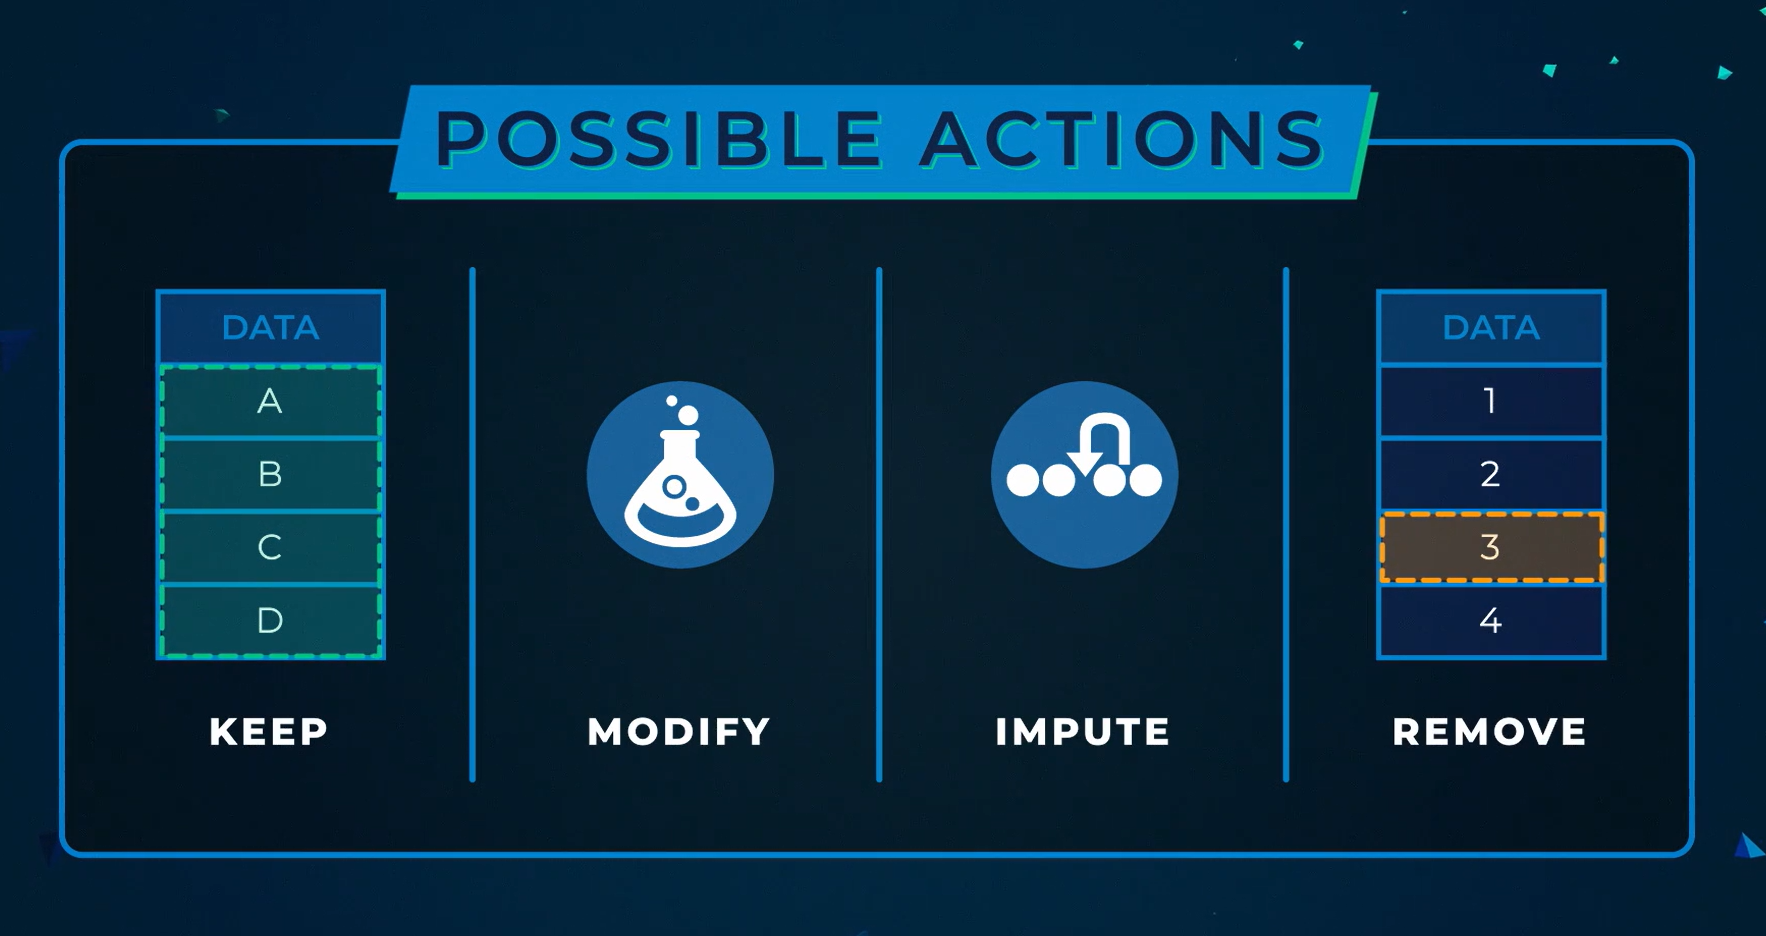 POSSIBLE ACTIONS
DATA
A
B
C
D
KEEP
MODIFY
IMPUTE
DATA
1
2
3
4
REMOVE